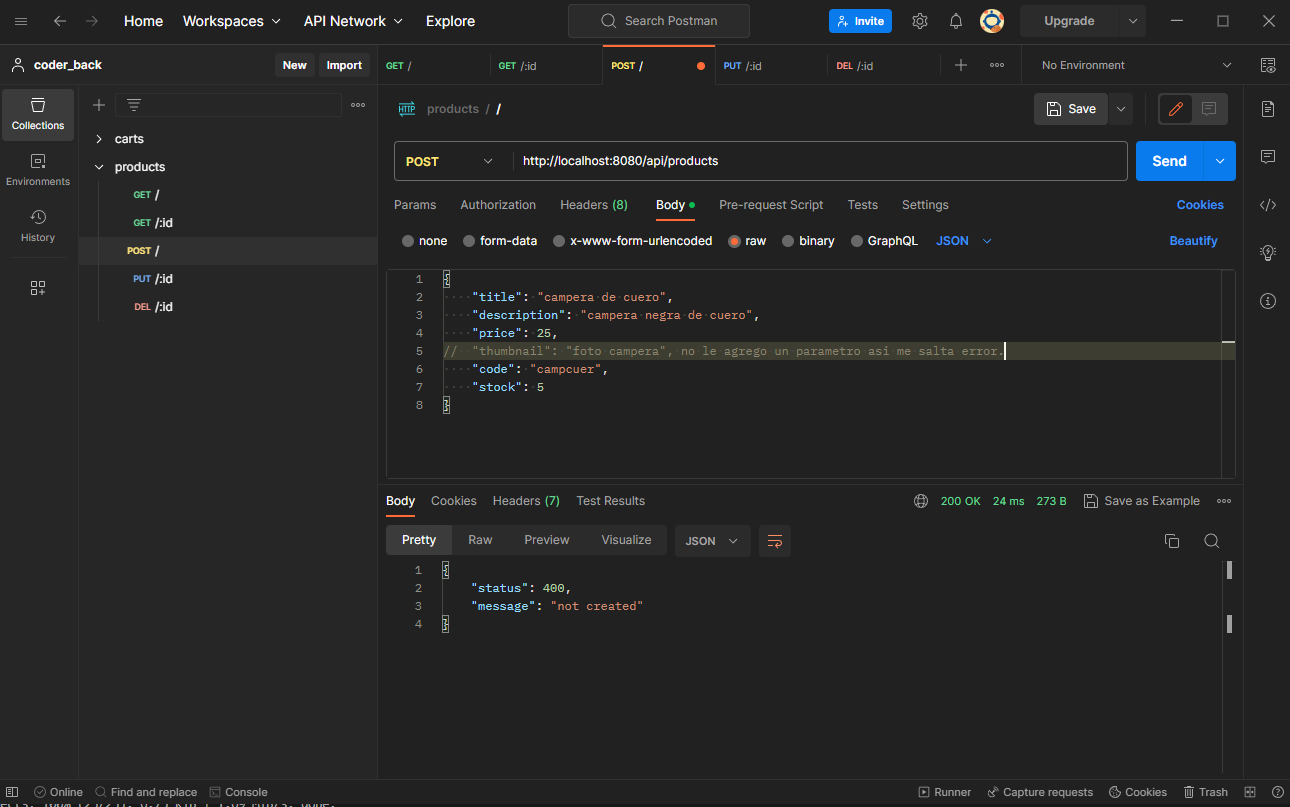 Home Workspaces API Network Explore Search Postman Invite Upgrade
coder_back New Import GET / GET /:id POST / PUT /:id DEL /:id No Environment
Collections
Environments
History
carts
products
GET /
GET /:id
POST /
PUT /:id
DEL /:id
HTTP products / / Save
POST http://localhost:8080/api/products Send
Params Authorization Headers (8) Body Pre-request Script Tests Settings Cookies
none form-data x-www-form-urlencoded raw binary GraphQL JSON Beautify
1 {
2 "title": "campera de cuero",
3 "description": "campera negra de cuero",
4 "price": 25,
5 // "thumbnail": "foto campera", no le agrego un parametro asi me salta error.
6 "code": "campcuer",
7 "stock": 5
8 }
Body Cookies Headers (7) Test Results 200 OK 24 ms 273 B Save as Example
Pretty Raw Preview Visualize JSON
1 {
2 "status": 400,
3 "message": "not created"
4 }
Online Find and replace Console Runner Capture requests Cookies Trash